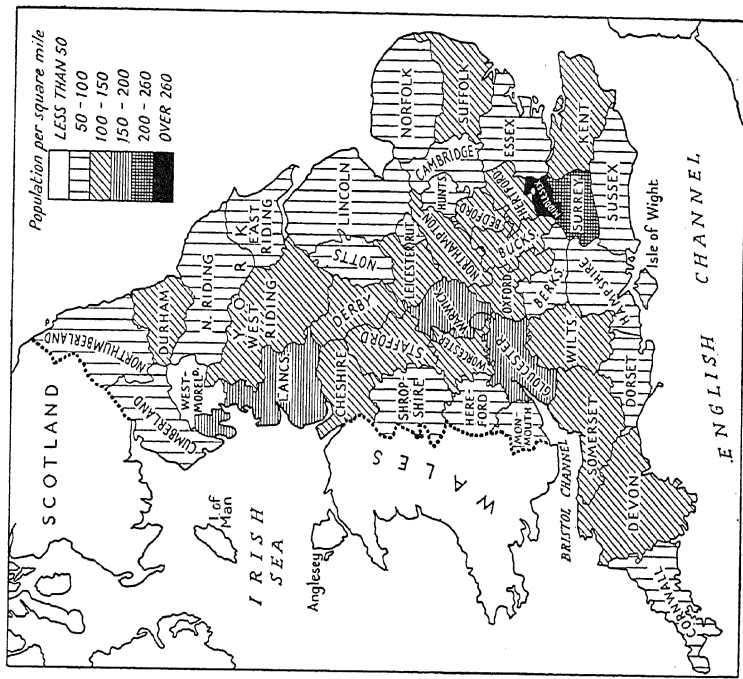 Population per square mile
LESS THAN 50
50 - 100
100 - 150
150 - 200
200 - 260
OVER 260
SCOTLAND
NORTHUMBERLAND
CUMBERLAND
DURHAM
WEST-
MORELD.
N. RIDING
YORK
EAST
RIDING
WEST
RIDING
LANCS.
I. of
Man
IRISH
SEA
Anglesey
WALES
CHESHIRE
DERBY
NOTTS
LINCOLN
SHROP-
SHIRE
STAFFORD
LEICESTER
RUT.
NORFOLK
HERE-
FORD
WORCESTER
WARWICK
NORTHAMPTON
HUNTS
CAMBRIDGE
SUFFOLK
MON-
MOUTH
GLOUCESTER
OXFORD
BUCKS
BEDFORD
HERTFORD
ESSEX
MIDDLESEX
BRISTOL CHANNEL
SOMERSET
WILTS
BERKS
SURREY
KENT
DEVON
DORSET
HAMPSHIRE
SUSSEX
CORNWALL
Isle of Wight
ENGLISH CHANNEL